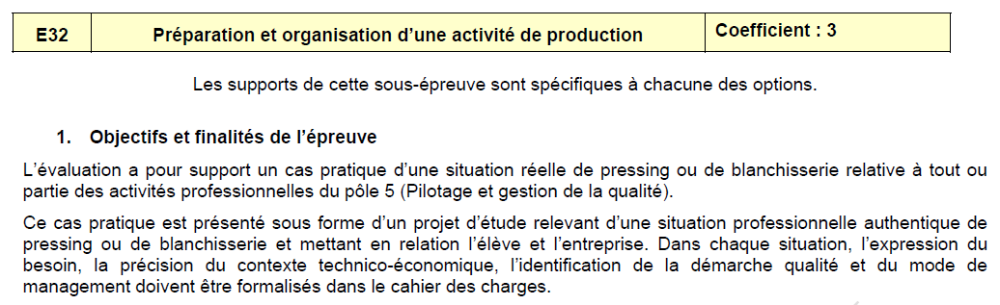 E32 Préparation et organisation d'une activité de production Coefficient : 3
Les supports de cette sous-épreuve sont spécifiques à chacune des options.
1. Objectifs et finalités de l'épreuve
L'évaluation a pour support un cas pratique d'une situation réelle de pressing ou de blanchisserie relative à tout ou
partie des activités professionnelles du pôle 5 (Pilotage et gestion de la qualité).
Ce cas pratique est présenté sous forme d'un projet d'étude relevant d'une situation professionnelle authentique de
pressing ou de blanchisserie et mettant en relation l'élève et l'entreprise. Dans chaque situation, l'expression du
besoin, la précision du contexte technico-économique, l'identification de la démarche qualité et du mode de
management doivent être formalisés dans le cahier des charges.